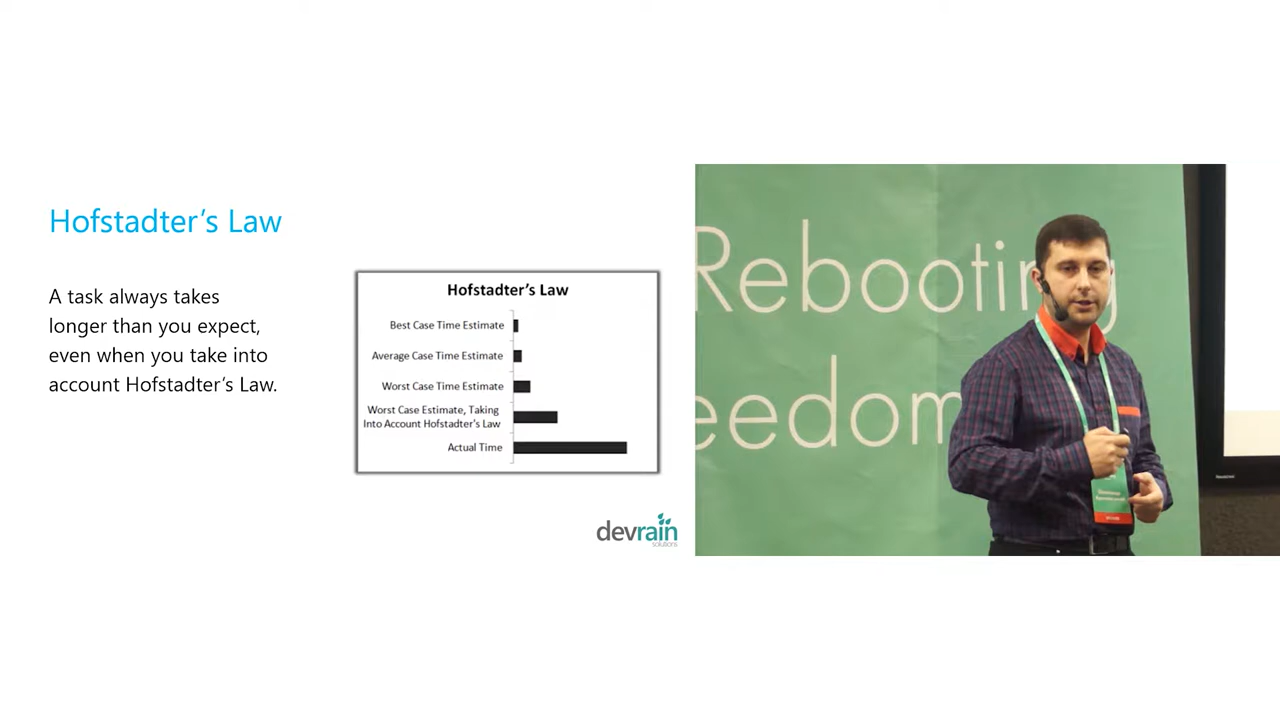 Hofstadter's Law
A task always takes
longer than you expect,
even when you take into
account Hofstadter's Law.
Hofstadter's Law
Best Case Time Estimate
Average Case Time Estimate
Worst Case Time Estimate
Worst Case Estimate, Taking
Into Account Hofstadter's Law
Actual Time
devrain
solutions
Rebooting
eedom